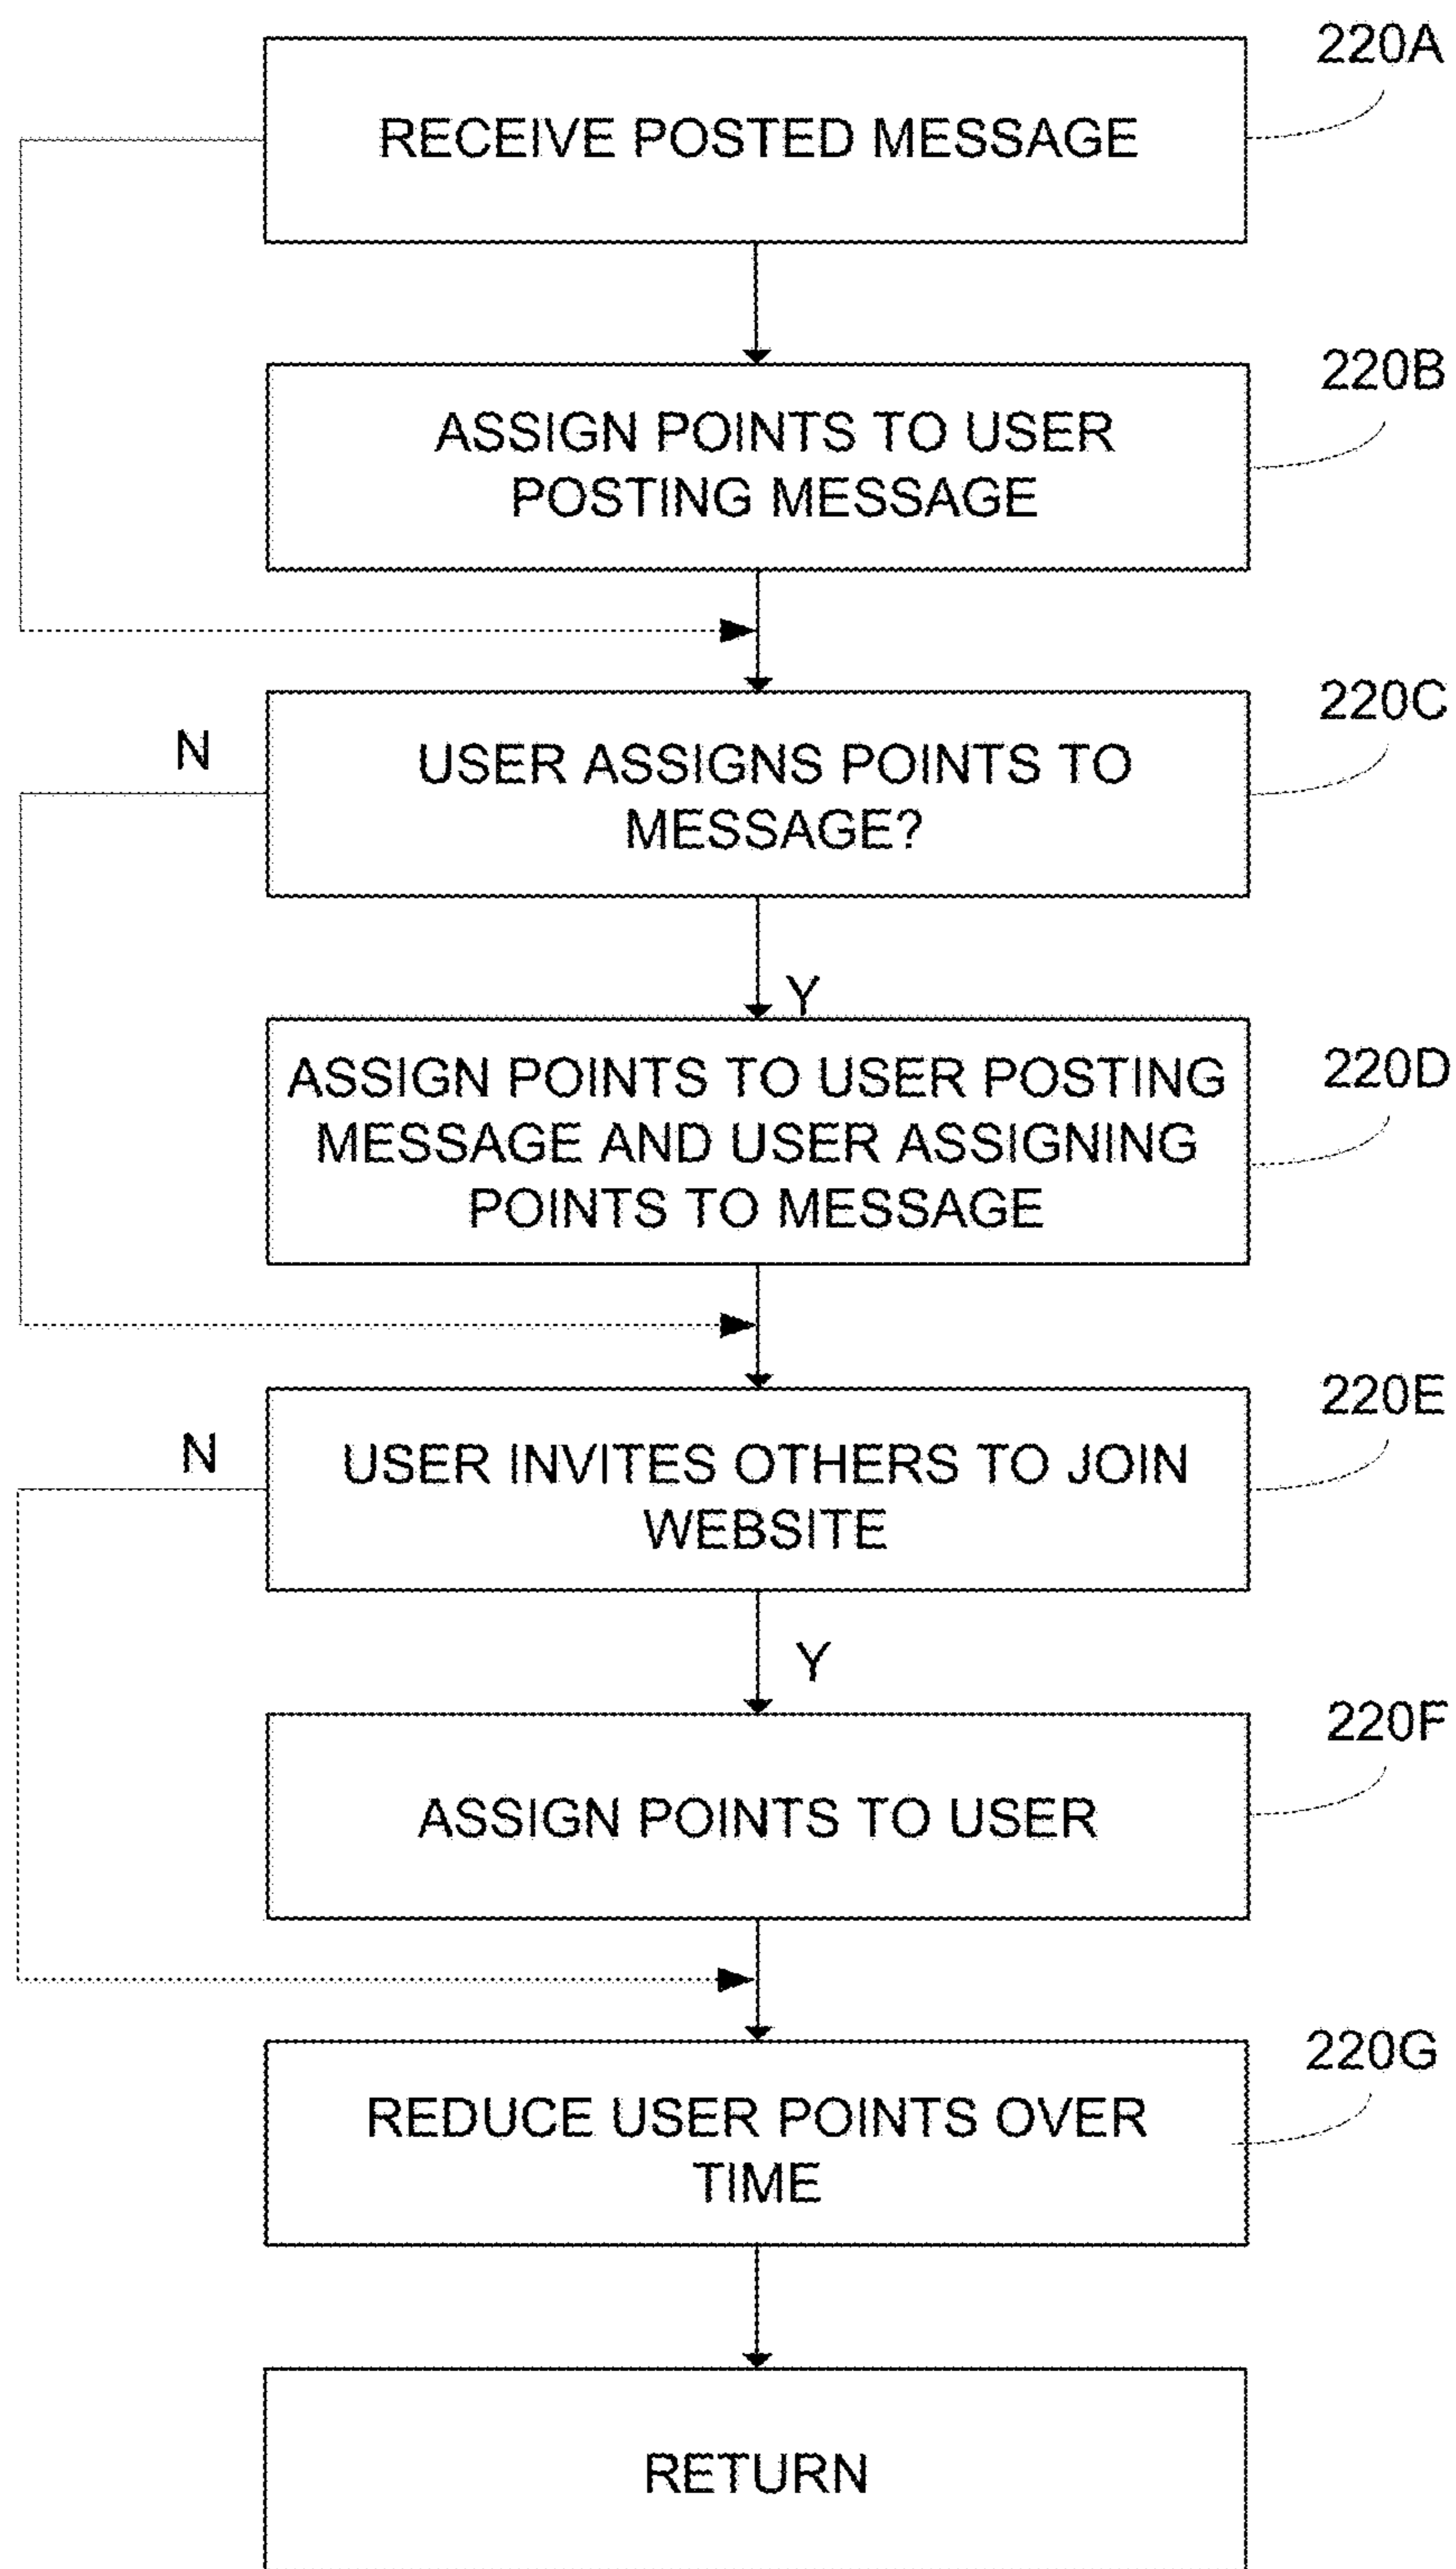 220A
RECEIVE POSTED MESSAGE
220B
ASSIGN POINTS TO USER
POSTING MESSAGE
220C
N
USER ASSIGNS POINTS TO
MESSAGE?
Y
220D
ASSIGN POINTS TO USER POSTING
MESSAGE AND USER ASSIGNING
POINTS TO MESSAGE
220E
N
USER INVITES OTHERS TO JOIN
WEBSITE
Y
220F
ASSIGN POINTS TO USER
220G
REDUCE USER POINTS OVER
TIME
RETURN